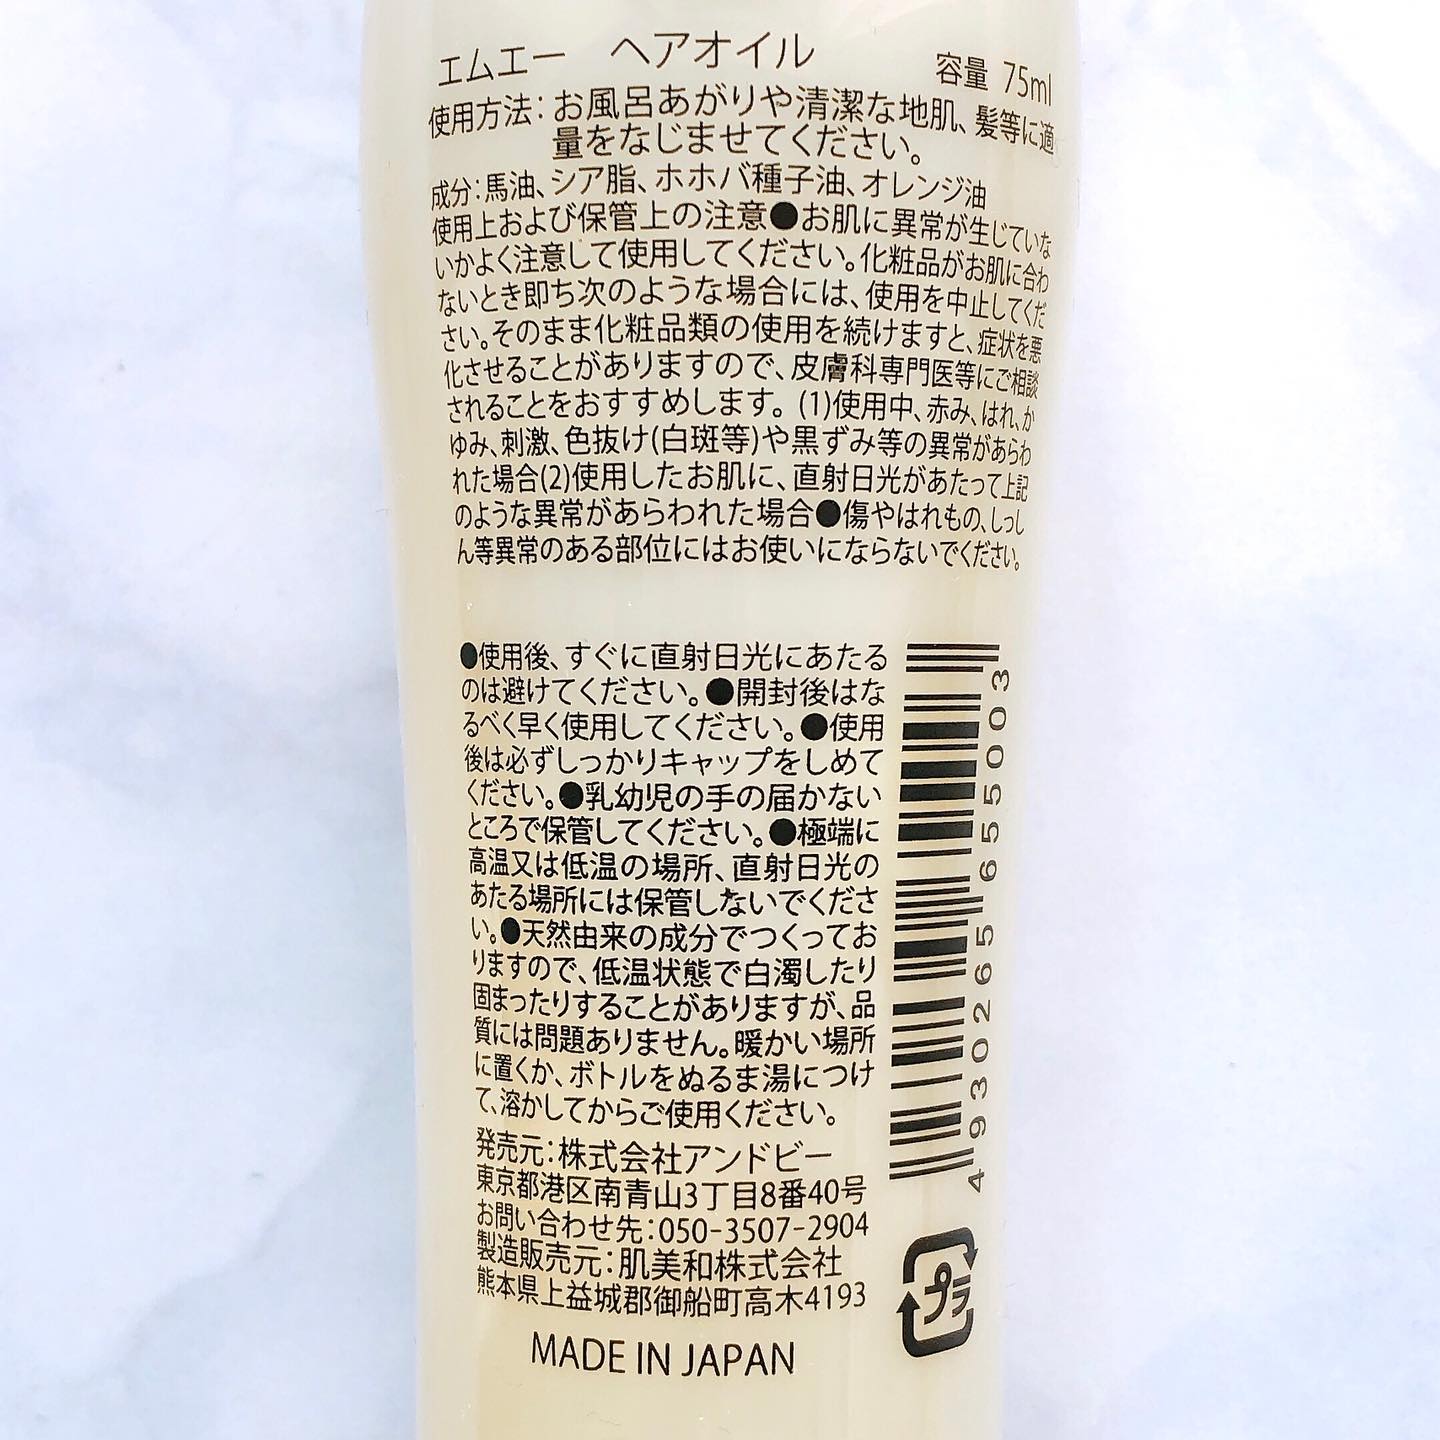 エムエー　ヘアオイル　容量 75ml
使用方法：お風呂あがりや清潔な地肌、髪等に適
量をなじませてください。
成分：馬油、シア脂、ホホバ種子油、オレンジ油
使用上および保管上の注意●お肌に異常が生じていな
いかよく注意して使用してください。化粧品がお肌に合わ
ないとき即ち次のような場合には、使用を中止してくだ
さい。そのまま化粧品類の使用を続けますと、症状を悪
化させることがありますので、皮膚科専門医等にご相談
されることをおすすめします。(1)使用中、赤み、はれ、か
ゆみ、刺激、色抜け(白斑等)や黒ずみ等の異常があらわ
れた場合(2)使用したお肌に、直射日光があたって上記
のような異常があらわれた場合●傷やはれもの、しっし
ん等異常のある部位にはお使いにならないでください。
●使用後、すぐに直射日光にあたる
のは避けてください。●開封後はな
るべく早く使用してください。●使用
後は必ずしっかりキャップをしめて
ください。●乳幼児の手の届かない
ところで保管してください。●極端に
高温又は低温の場所、直射日光の
あたる場所には保管しないでくださ
い。●天然由来の成分でつくってお
りますので、低温状態で白濁したり
固まったりすることがありますが、品
質には問題ありません。暖かい場所
に置くか、ボトルをぬるま湯につけ
て、溶かしてからご使用ください。
発売元：株式会社アンドビー
東京都港区南青山3丁目8番40号
お問い合わせ先：050-3507-2904
製造販売元：肌美和株式会社
熊本県上益城郡御船町高木4193
MADE IN JAPAN
4930265655003
プラ